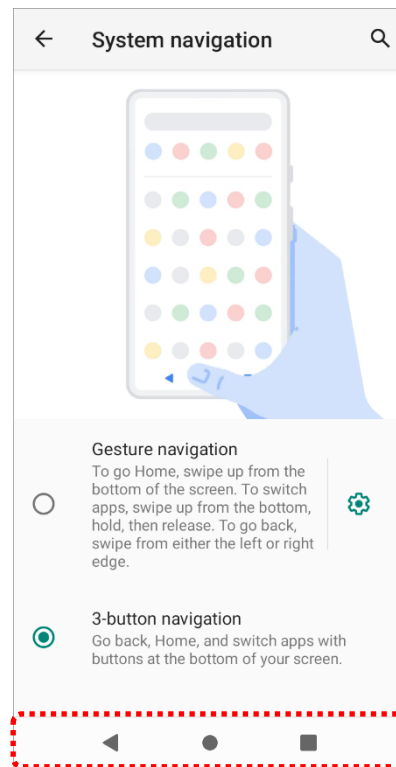 System navigation
Gesture navigation
To go Home, swipe up from the
bottom of the screen. To switch
apps, swipe up from the bottom,
hold, then release. To go back,
swipe from either the left or right
edge.
3-button navigation
Go back, Home, and switch apps with
buttons at the bottom of your screen.